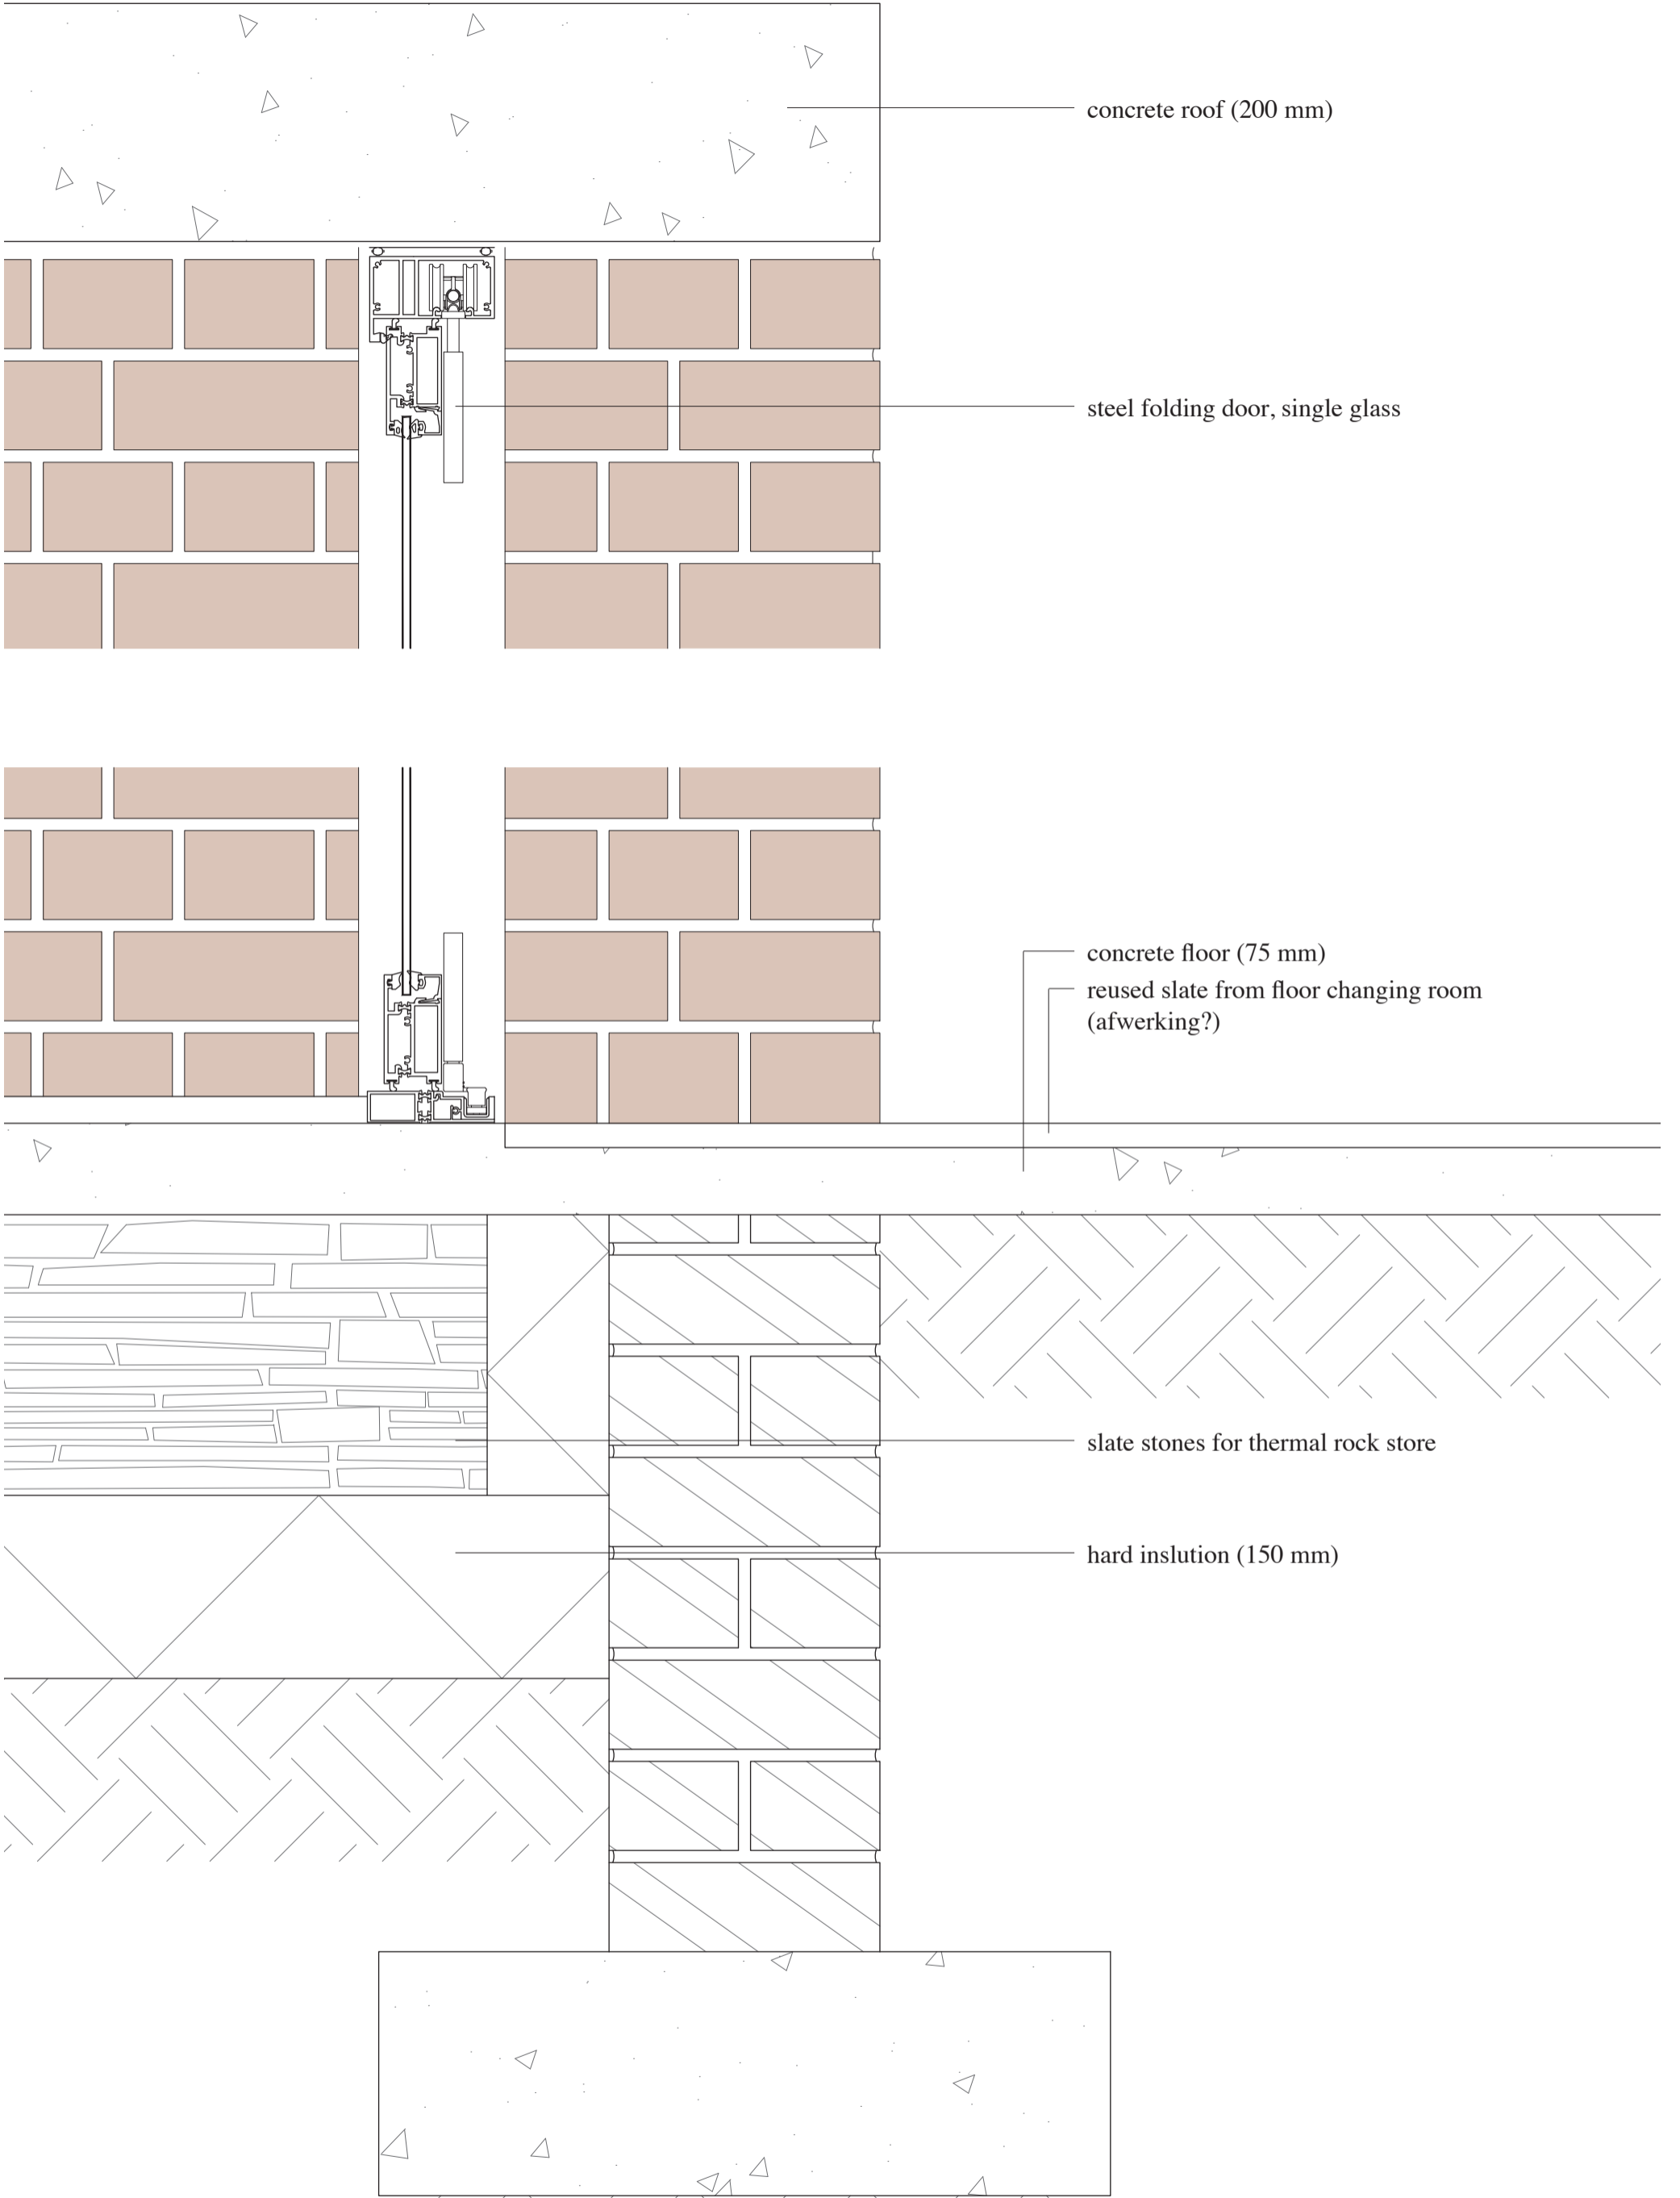 concrete roof (200 mm)
steel folding door, single glass
concrete floor (75 mm)
reused slate from floor changing room
(afwerking?)
slate stones for thermal rock store
hard inslution (150 mm)